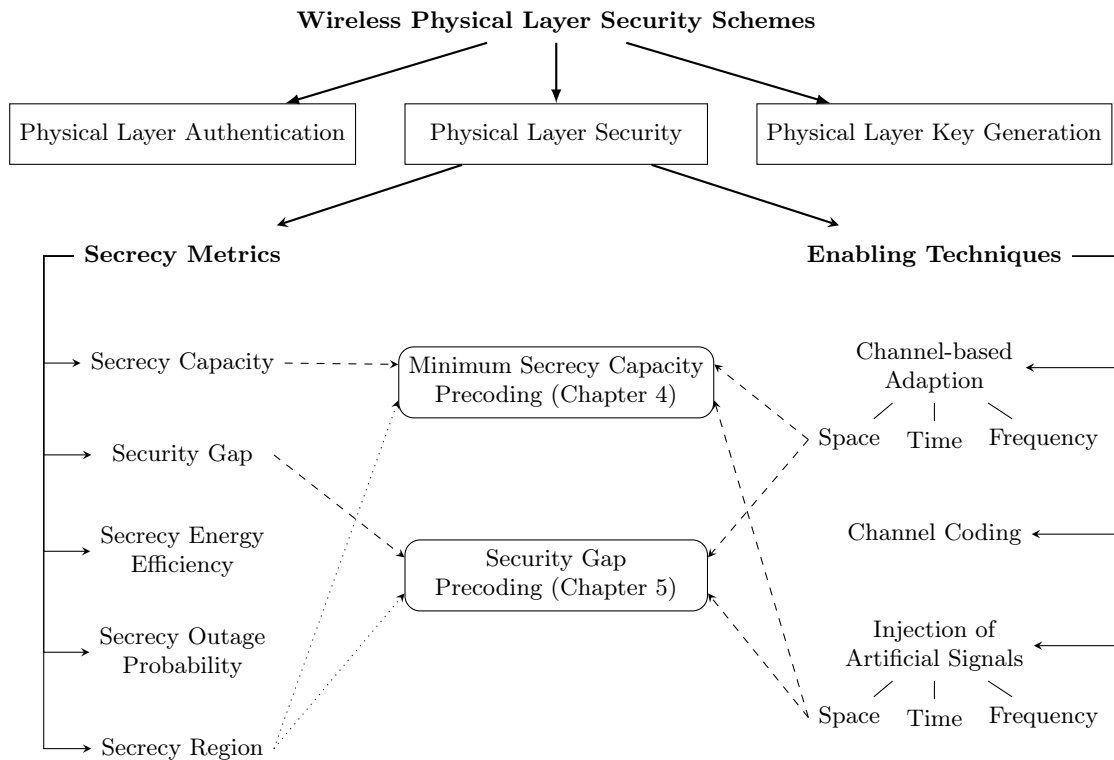 Wireless Physical Layer Security Schemes
Physical Layer Authentication
Physical Layer Security
Physical Layer Key Generation
Secrecy Metrics
Enabling Techniques
Secrecy Capacity
Minimum Secrecy Capacity
Precoding (Chapter 4)
Channel-based
Adaption
Space
Time
Frequency
Security Gap
Secrecy Energy
Efficiency
Security Gap
Precoding (Chapter 5)
Channel Coding
Secrecy Outage
Probability
Injection of
Artificial Signals
Space
Time
Frequency
Secrecy Region